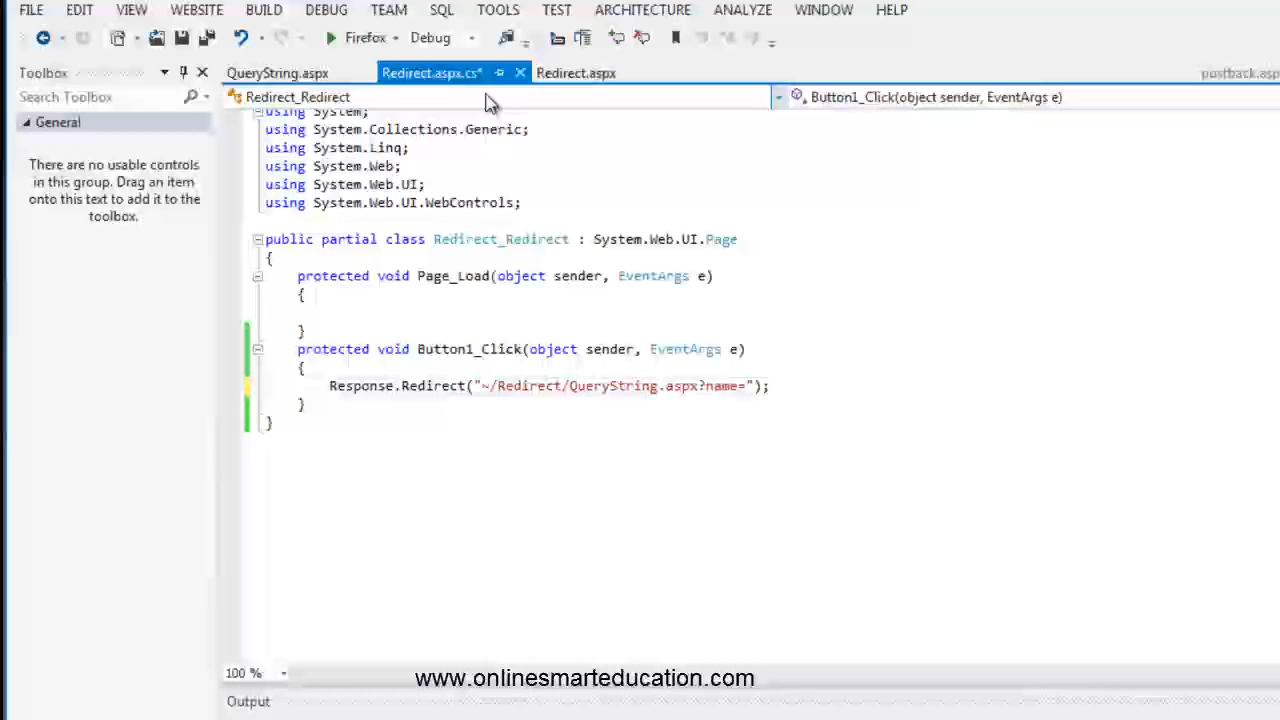 FILE EDIT VIEW WEBSITE BUILD DEBUG TEAM SQL TOOLS TEST ARCHITECTURE ANALYZE WINDOW HELP
Firefox Debug
Toolbox QueryString.aspx Redirect.aspx.cs* Redirect.aspx postback.asp
Search Toolbox Redirect_Redirect Button1_Click(object sender, EventArgs e)
General
There are no usable controls
in this group. Drag an item
onto this text to add it to the
toolbox.
using System;
using System.Collections.Generic;
using System.Linq;
using System.Web;
using System.Web.UI;
using System.Web.UI.WebControls;
public partial class Redirect_Redirect : System.Web.UI.Page
{
protected void Page_Load(object sender, EventArgs e)
{
}
protected void Button1_Click(object sender, EventArgs e)
{
Response.Redirect("~/Redirect/QueryString.aspx?name=");
}
}
100 %
www.onlinesmarteducation.com
Output